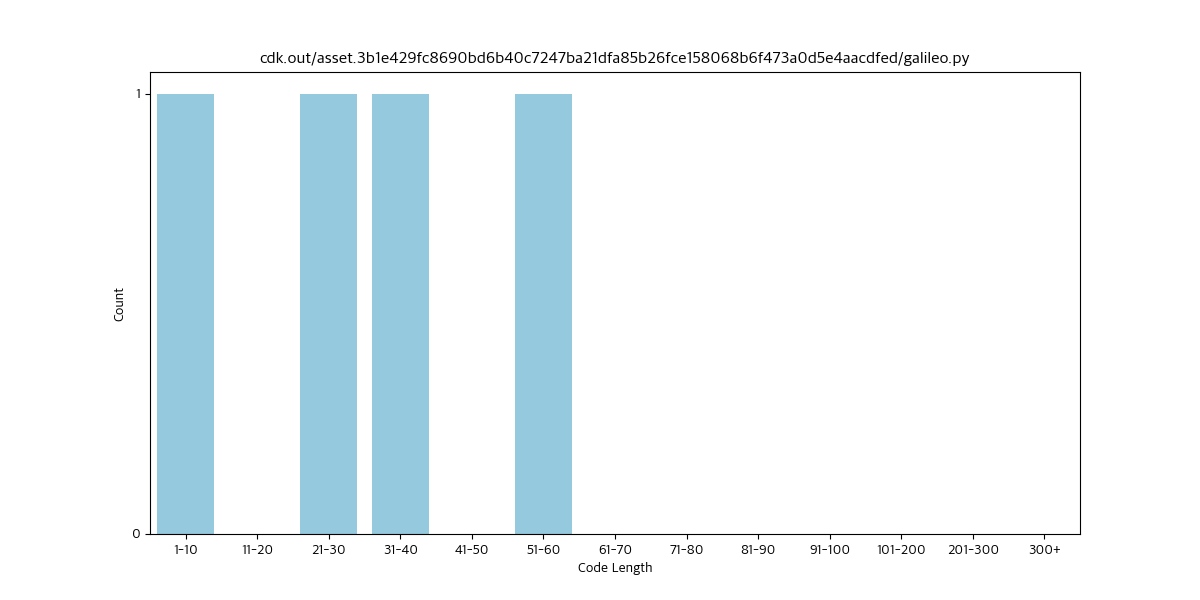 cdk.out/asset.3b1e429fc8690bd6b40c7247ba21dfa85b26fce158068b6f473a0d5e4aacdfed/galileo.py
1
Count
0
1-10 11-20 21-30 31-40 41-50 51-60 61-70 71-80 81-90 91-100 101-200 201-300 300+
Code Length